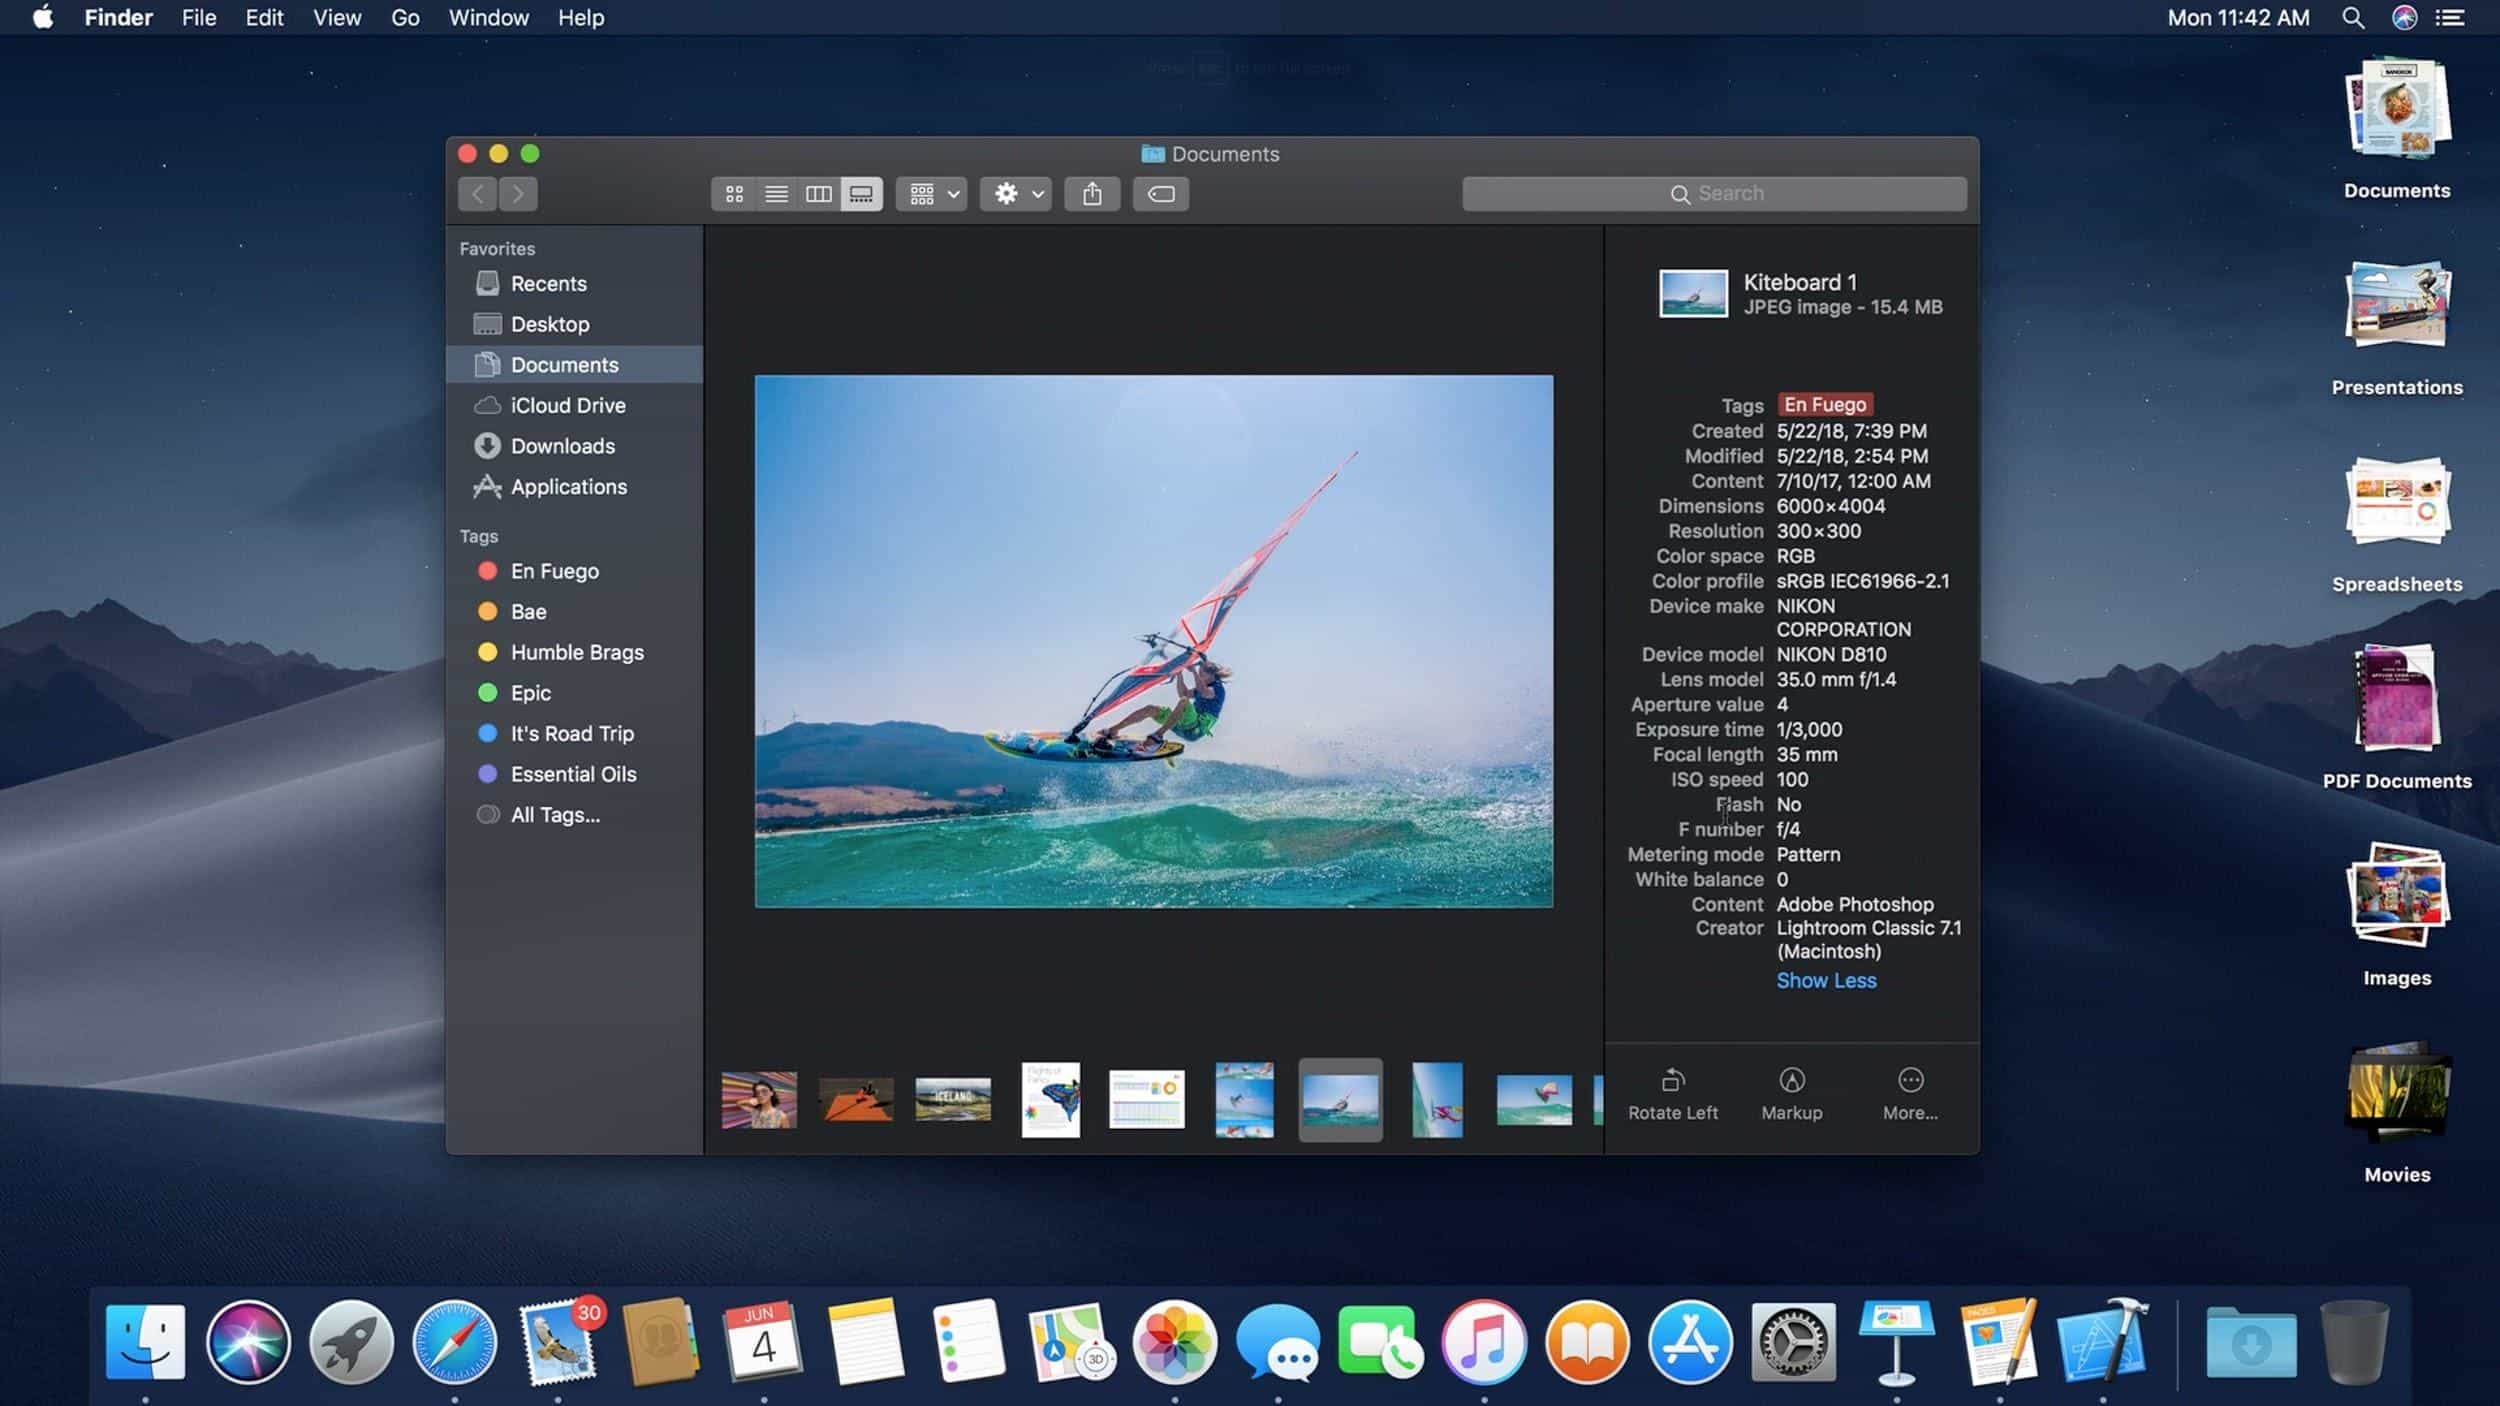 Finder File Edit View Go Window Help
Mon 11:42 AM
Documents
Search
Favorites
Recents
Desktop
Documents
iCloud Drive
Downloads
Applications
Tags
En Fuego
Bae
Humble Brags
Epic
It's Road Trip
Essential Oils
All Tags...
ICELAND
Flights of
Fancy
Kiteboard 1
JPEG image - 15.4 MB
Tags En Fuego
Created 5/22/18, 7:39 PM
Modified 5/22/18, 2:54 PM
Content 7/10/17, 12:00 AM
Dimensions 6000×4004
Resolution 300×300
Color space RGB
Color profile sRGB IEC61966-2.1
Device make NIKON
CORPORATION
Device model NIKON D810
Lens model 35.0 mm f/1.4
Aperture value 4
Exposure time 1/3,000
Focal length 35 mm
ISO speed 100
Flash No
F number f/4
Metering mode Pattern
White balance 0
Content Adobe Photoshop
Creator Lightroom Classic 7.1
(Macintosh)
Show Less
Rotate Left Markup More...
BANGKOK
Documents
Presentations
Spreadsheets
PDF Documents
Images
Movies
30
JUN
4
3D
PAGES